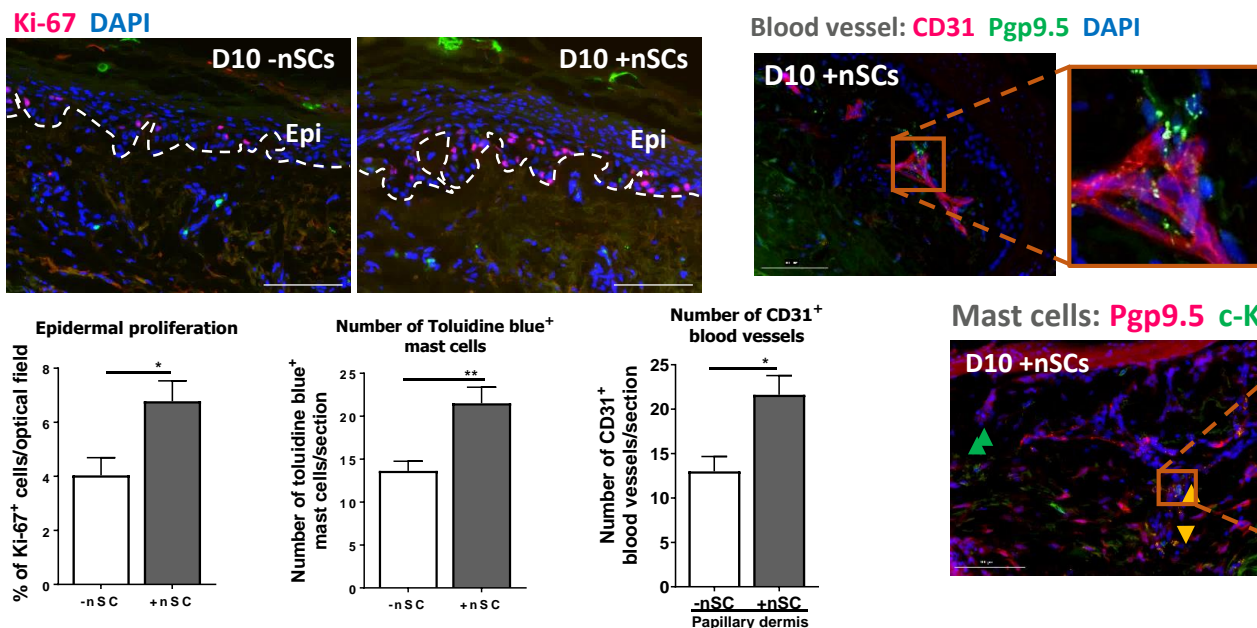 Ki-67 DAPI
D10 -nSCs
Epi
D10 +nSCs
Epi
Blood vessel: CD31 Pgp9.5 DAPI
D10 +nSCs
Epidermal proliferation
% of Ki-67+ cells/optical field
8
6
4
2
0
*
-nSC
+nSC
Number of Toluidine blue+
mast cells
Number of toluidine blue+
mast cells/section
25
20
15
10
5
0
**
-nSC
+nSC
Number of CD31+
blood vessels
Number of CD31+
blood vessels/section
25
20
15
10
5
0
*
-nSC
+nSC
Papillary dermis
Mast cells: Pgp9.5 c-K
D10 +nSCs